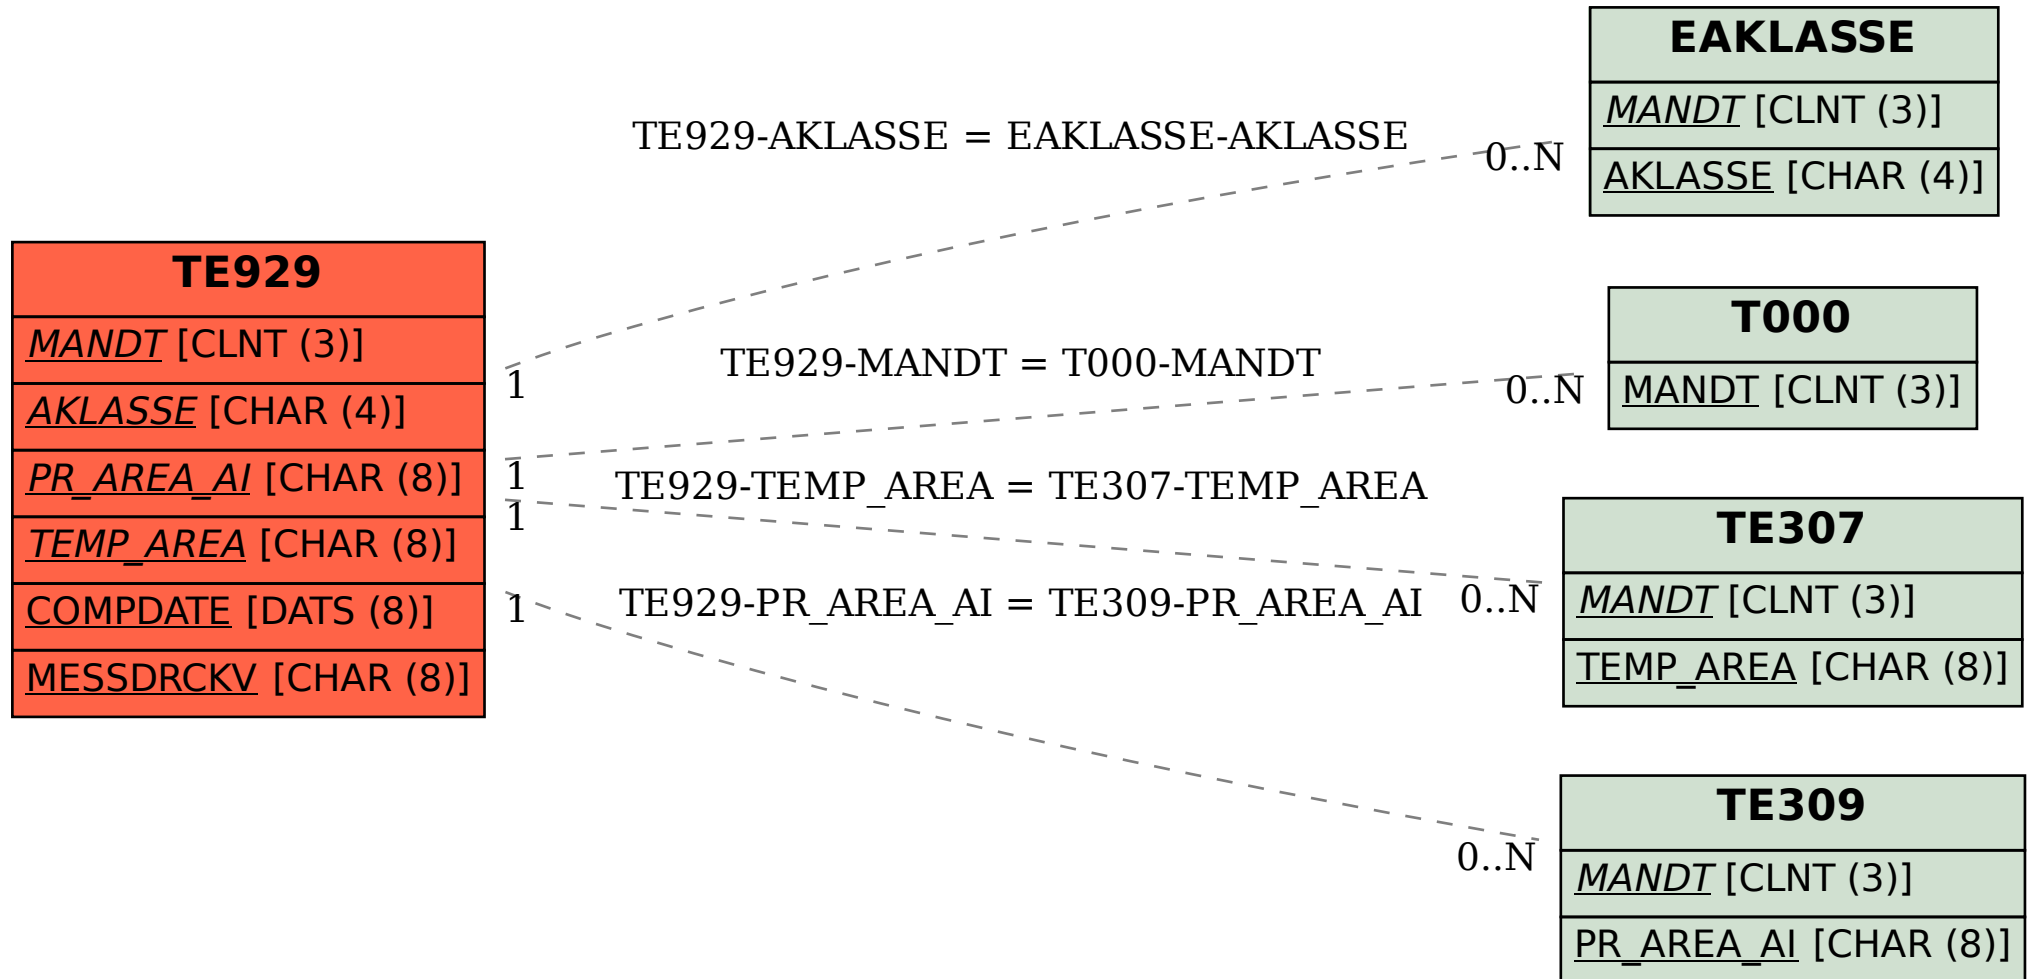 TE929
MANDT [CLNT (3)]
AKLASSE [CHAR (4)]
PR_AREA_AI [CHAR (8)]
TEMP_AREA [CHAR (8)]
COMPDATE [DATS (8)]
MESSDRCKV [CHAR (8)]
TE929-AKLASSE = EAKLASSE-AKLASSE
1
0..N
TE929-MANDT = T000-MANDT
1
0..N
TE929-TEMP_AREA = TE307-TEMP_AREA
1
0..N
TE929-PR_AREA_AI = TE309-PR_AREA_AI
1
0..N
EAKLASSE
MANDT [CLNT (3)]
AKLASSE [CHAR (4)]
T000
MANDT [CLNT (3)]
TE307
MANDT [CLNT (3)]
TEMP_AREA [CHAR (8)]
TE309
MANDT [CLNT (3)]
PR_AREA_AI [CHAR (8)]